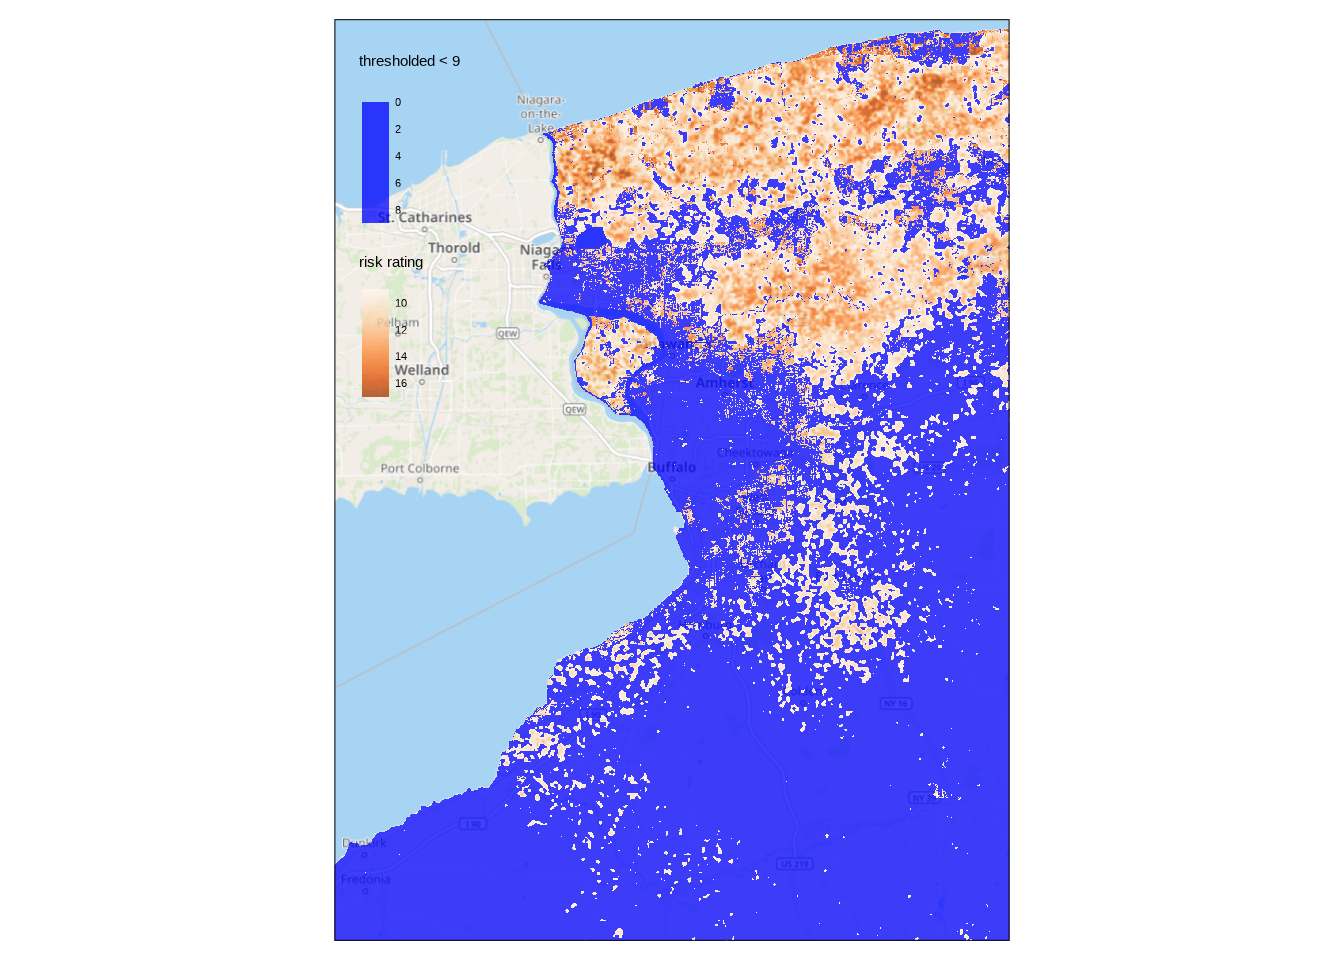 thresholded < 9
0
2
4
6
8
Niagara-
on-the-
Lake
St. Catharines
Thorold
Niaga
Falls
risk rating
10
12
14
16
Pelham
QEW
Welland
QEW
Amherst
Port Colborne
Buffalo
Cheektowa
NY 16
NY 39
I 90
Dunkirk
US 219
Fredonia